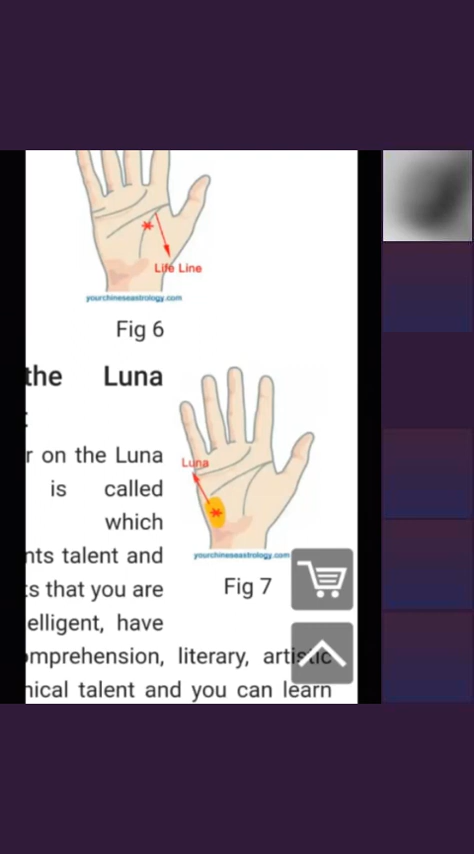 Life Line
yourchineseastrology.com
Fig 6
the Luna
:
r on the Luna
is called
which
nts talent and
s that you are
elligent, have
omprehension, literary, artistic
nical talent and you can learn
Luna
yourchineseastrology.com
Fig 7